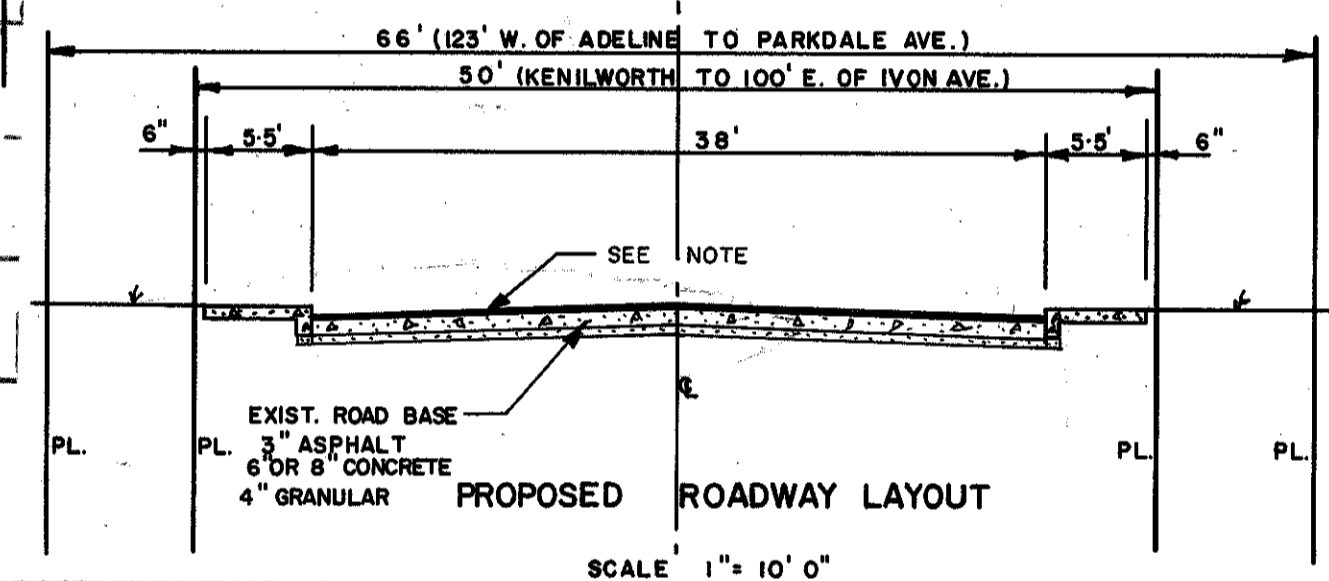 66' (123' W. OF ADELINE TO PARKDALE AVE.)
50' (KENILWORTH TO 100' E. OF IVON AVE.)
6" 5·5' 38' 5·5' 6"
SEE NOTE
℄
EXIST. ROAD BASE
PL. PL. 3" ASPHALT PL. PL.
6" OR 8" CONCRETE
4" GRANULAR
PROPOSED ROADWAY LAYOUT
SCALE 1" = 10' 0"